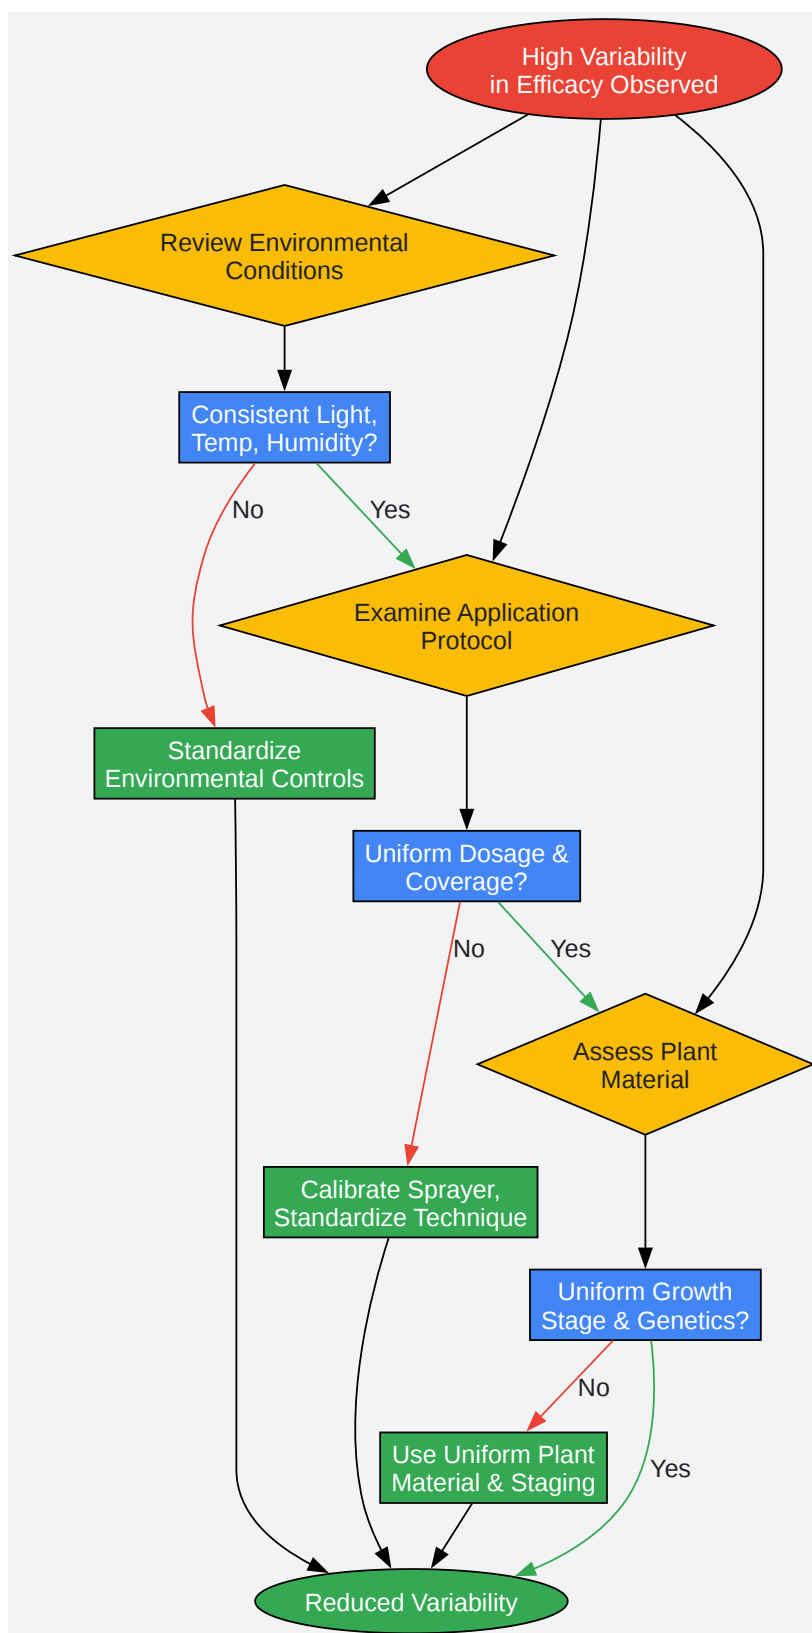 High Variability
in Efficacy Observed
Review Environmental
Conditions
Consistent Light,
Temp, Humidity?
No
Yes
Examine Application
Protocol
Standardize
Environmental Controls
Uniform Dosage &
Coverage?
No
Yes
Assess Plant
Material
Calibrate Sprayer,
Standardize Technique
Uniform Growth
Stage & Genetics?
No
Use Uniform Plant
Material & Staging
Yes
Reduced Variability